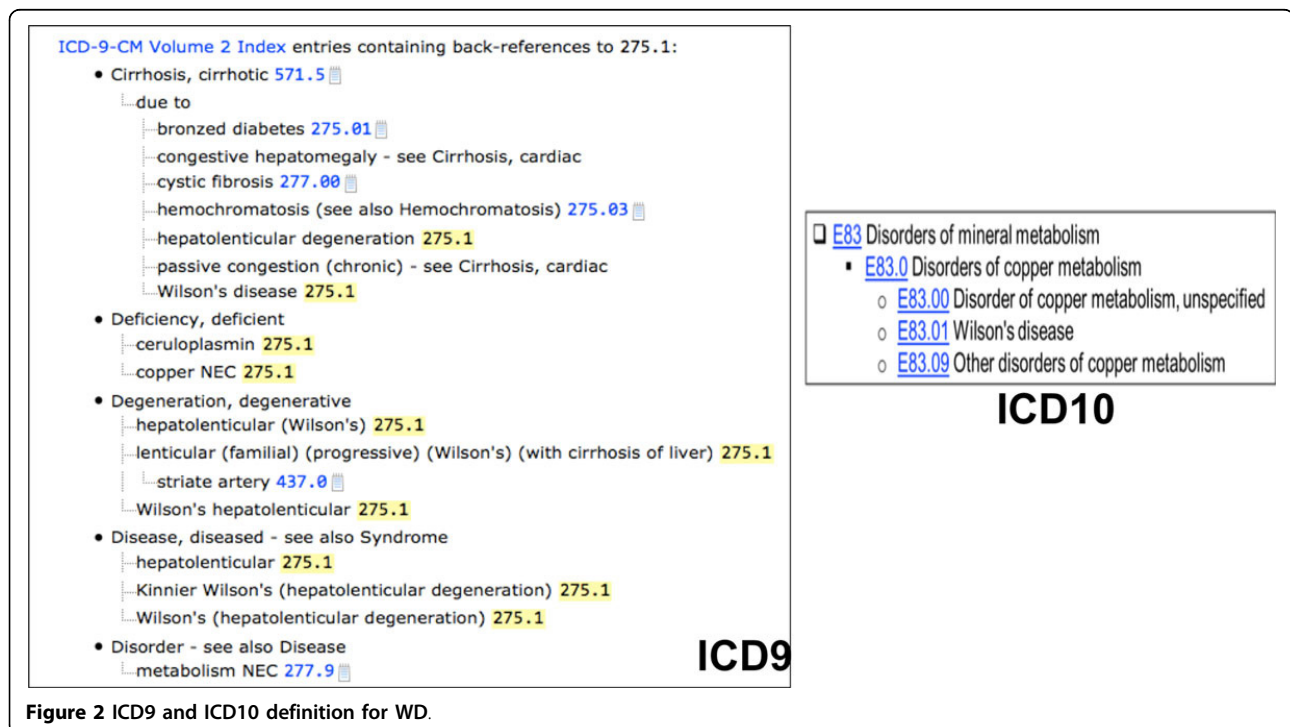 ICD-9-CM Volume 2 Index entries containing back-references to 275.1:
• Cirrhosis, cirrhotic 571.5
due to
bronzed diabetes 275.01
congestive hepatomegaly - see Cirrhosis, cardiac
cystic fibrosis 277.00
hemochromatosis (see also Hemochromatosis) 275.03
hepatolenticular degeneration 275.1
passive congestion (chronic) - see Cirrhosis, cardiac
Wilson's disease 275.1
• Deficiency, deficient
ceruloplasmin 275.1
copper NEC 275.1
• Degeneration, degenerative
hepatolenticular (Wilson's) 275.1
lenticular (familial) (progressive) (Wilson's) (with cirrhosis of liver) 275.1
striate artery 437.0
Wilson's hepatolenticular 275.1
• Disease, diseased - see also Syndrome
hepatolenticular 275.1
Kinnier Wilson's (hepatolenticular degeneration) 275.1
Wilson's (hepatolenticular degeneration) 275.1
• Disorder - see also Disease
metabolism NEC 277.9
ICD9
❑ E83 Disorders of mineral metabolism
▪ E83.0 Disorders of copper metabolism
○ E83.00 Disorder of copper metabolism, unspecified
○ E83.01 Wilson's disease
○ E83.09 Other disorders of copper metabolism
ICD10
Figure 2 ICD9 and ICD10 definition for WD.